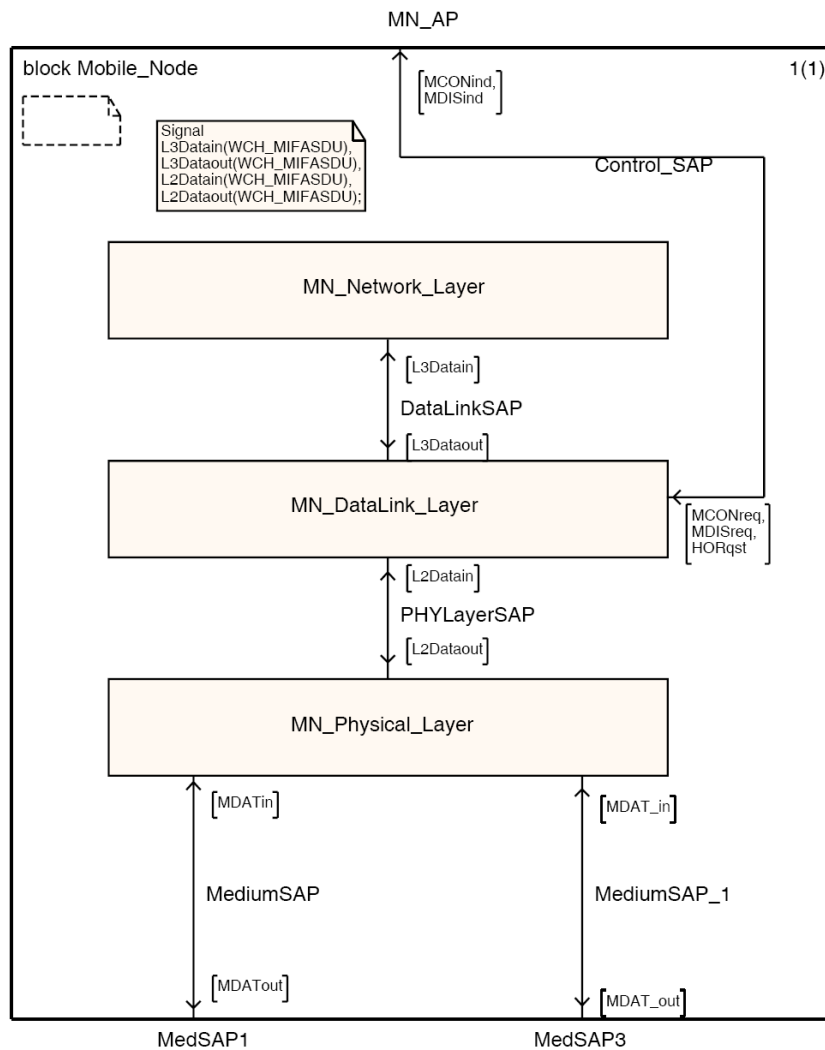 MN_AP
block Mobile_Node
1(1)
MCONind,
MDISind
Signal
L3Datain(WCH_MIFASDU),
L3Dataout(WCH_MIFASDU),
L2Datain(WCH_MIFASDU),
L2Dataout(WCH_MIFASDU);
Control_SAP
MN_Network_Layer
[L3Datain]
DataLinkSAP
[L3Dataout]
MN_DataLink_Layer
MCONreq,
MDISreq,
HORqst
[L2Datain]
PHYLayerSAP
[L2Dataout]
MN_Physical_Layer
[MDATin]
[MDAT_in]
MediumSAP
MediumSAP_1
[MDATout]
[MDAT_out]
MedSAP1
MedSAP3